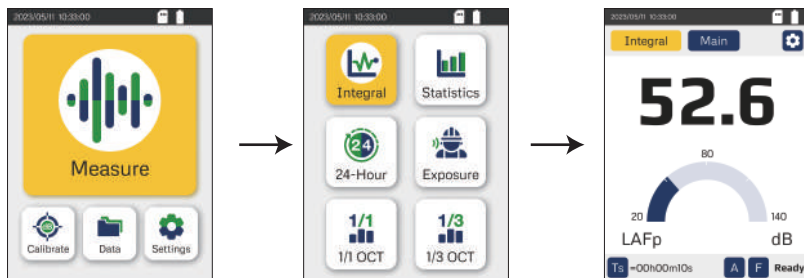 2023/05/11 10:33:00
Measure
dB
Calibrate
Data
Settings
2023/05/11 10:33:00
Integral
Statistics
24
24-Hour
Exposure
1/1
1/1 OCT
1/3
1/3 OCT
2023/05/11 10:33:00
Integral
Main
52.6
80
20
140
LAFp
dB
Ts =00h00m10s A F Ready